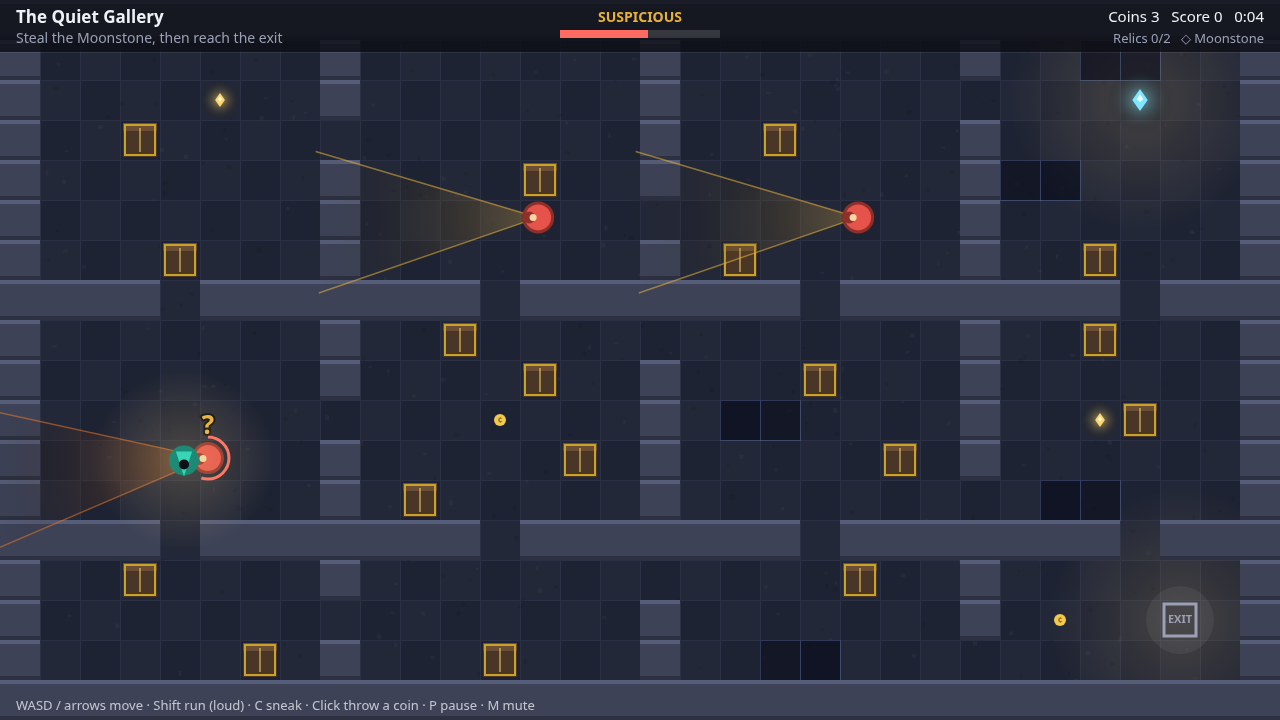 The Quiet Gallery
Steal the Moonstone, then reach the exit
SUSPICIOUS
Coins 3 Score 0 0:04
Relics 0/2 ◇ Moonstone
?
c
c
EXIT
WASD / arrows move · Shift run (loud) · C sneak · Click throw a coin · P pause · M mute